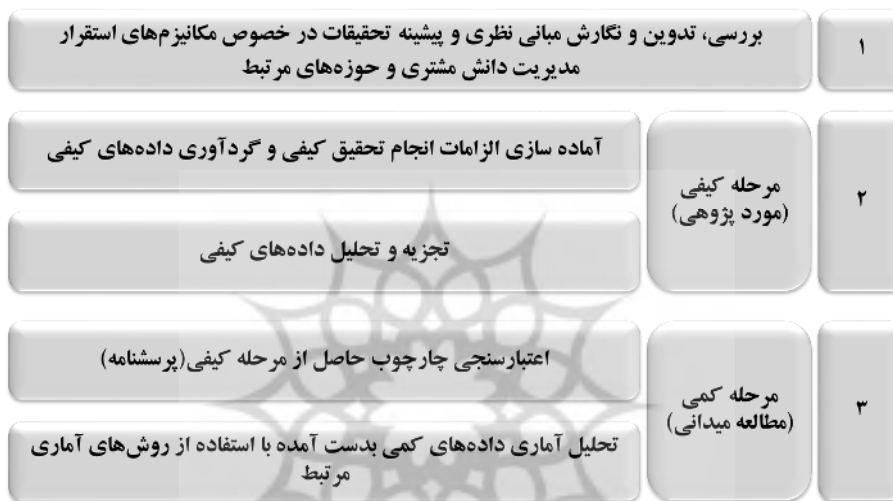 ۱
بررسی، تدوین و نگارش مبانی نظری و پیشینه تحقیقات در خصوص مکانیزم‌های استقرار
مدیریت دانش مشتری و حوزه‌های مرتبط
۲
مرحله کیفی
(مورد پژوهی)
آماده سازی الزامات انجام تحقیق کیفی و گردآوری داده‌های کیفی
تجزیه و تحلیل داده‌های کیفی
۳
مرحله کمی
(مطالعه میدانی)
اعتبارسنجی چارچوب حاصل از مرحله کیفی(پرسشنامه)
تحلیل آماری داده‌های کمی بدست آمده با استفاده از روش‌های آماری
مرتبط